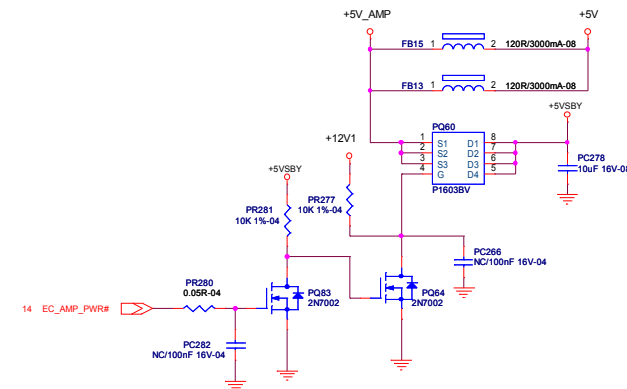 +5V_AMP
+5V
FB15 1 2 120R/3000mA-08
FB13 1 2 120R/3000mA-08
+5VSBY
PQ60
1 S1 D1 8
2 S2 D2 7
3 S3 D3 6
4 G D4 5
P1603BV
PC278
10uF 16V-08
+12V1
+5VSBY
PR281
10K 1%-04
PR277
10K 1%-04
PC266
NC/100nF 16V-04
PR280
0.05R-04
PQ83
2N7002
PQ64
2N7002
14 EC_AMP_PWR#
PC282
NC/100nF 16V-04